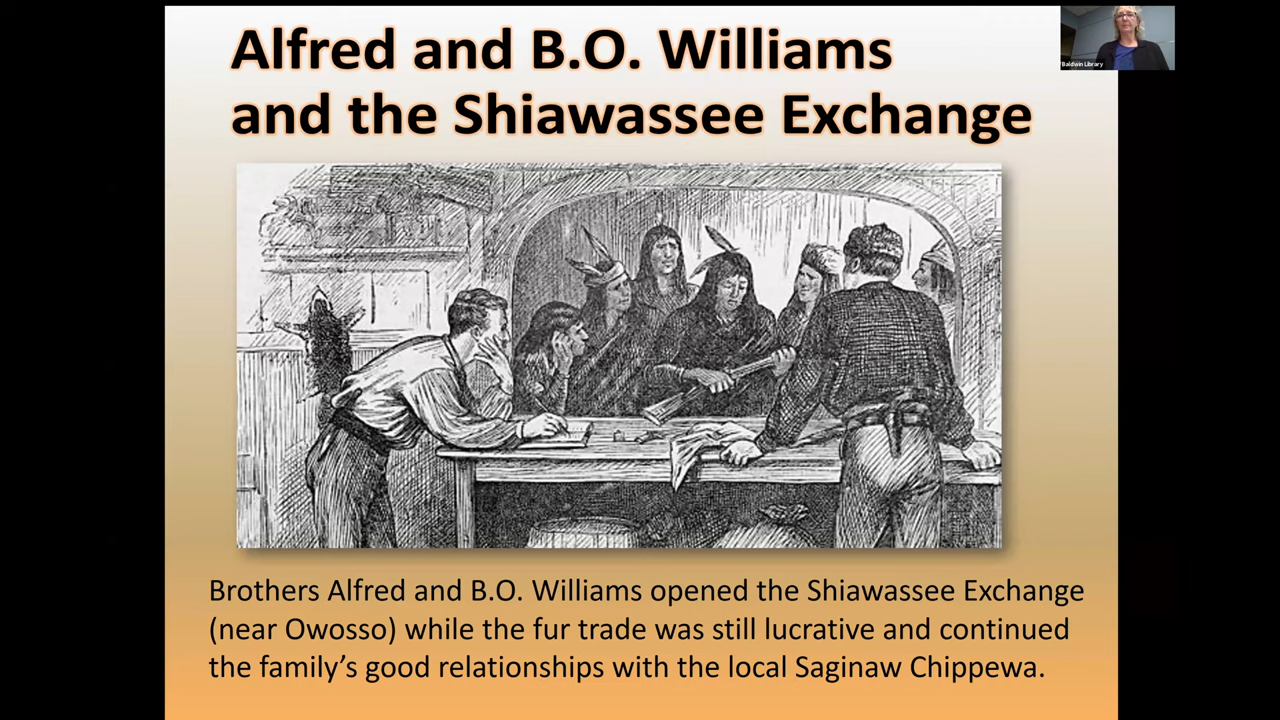 Alfred and B.O. Williams
and the Shiawassee Exchange
Baldwin Library
Brothers Alfred and B.O. Williams opened the Shiawassee Exchange
(near Owosso) while the fur trade was still lucrative and continued
the family’s good relationships with the local Saginaw Chippewa.